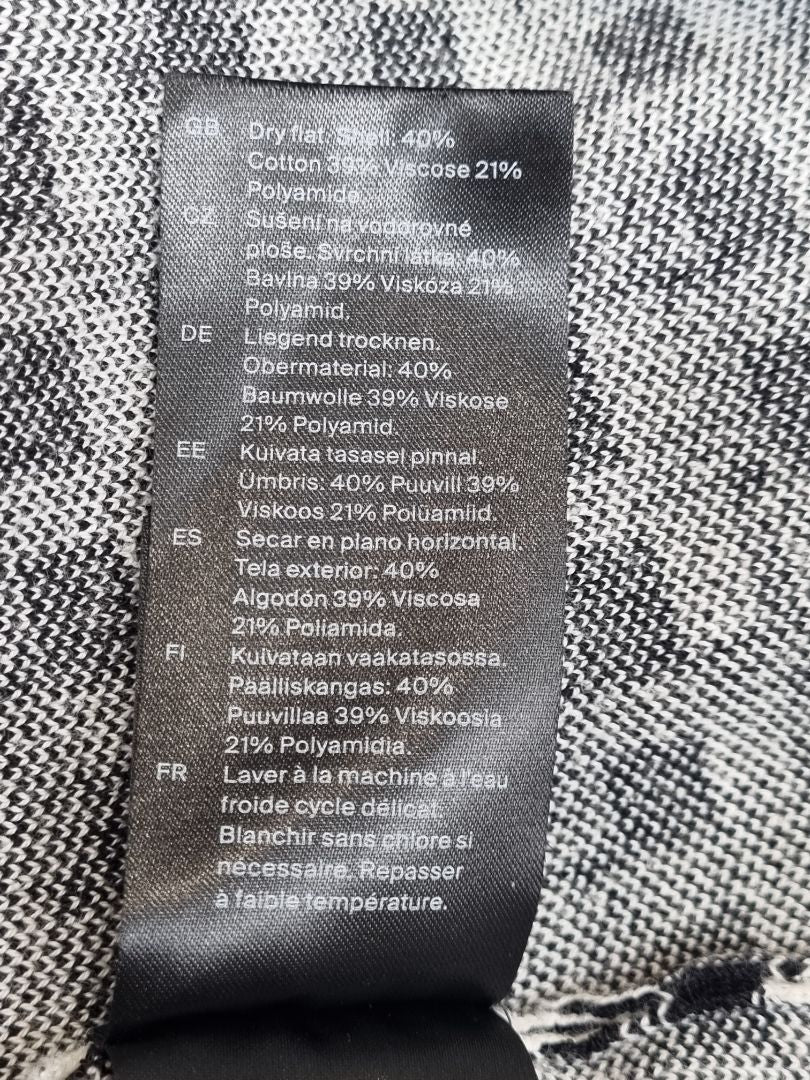 GB Dry flat. Shell: 40%
Cotton 39% Viscose 21%
Polyamide.
CZ Sušení na vodorovné
ploše. Svrchní látka: 40%
Bavlna 39% Viskóza 21%
Polyamid.
DE Liegend trocknen.
Obermaterial: 40%
Baumwolle 39% Viskose
21% Polyamid.
EE Kuivata tasasel pinnal.
Ümbris: 40% Puuvill 39%
Viskoos 21% Polüamiid.
ES Secar en plano horizontal.
Tela exterior: 40%
Algodón 39% Viscosa
21% Poliamida.
FI Kuivataan vaakatasossa.
Päälliskangas: 40%
Puuvillaa 39% Viskoosia
21% Polyamidia.
FR Laver à la machine à l'eau
froide cycle délicat.
Blanchir sans chlore si
nécessaire. Repasser
à faible température.